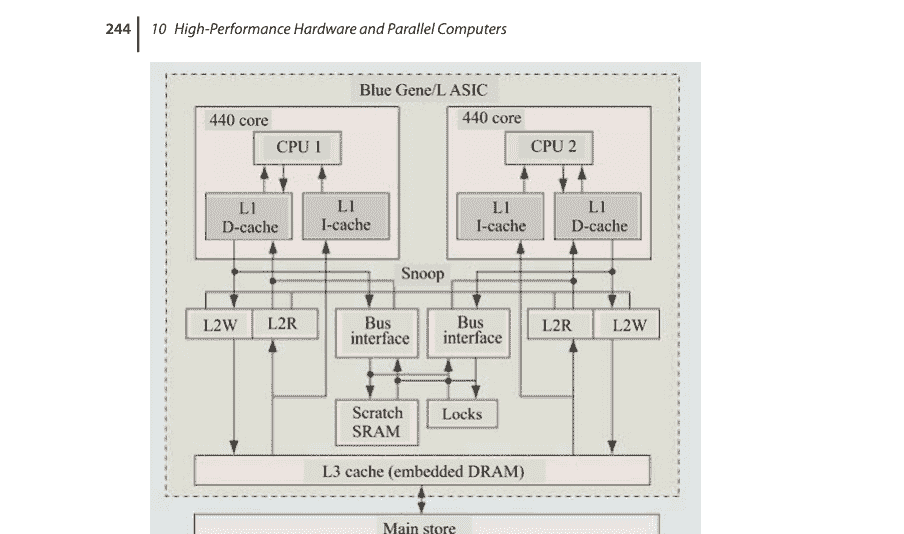 244 10 High-Performance Hardware and Parallel Computers
Blue Gene/L ASIC
440 core
440 core
CPU 1
CPU 2
L1
D-cache
L1
I-cache
L1
I-cache
L1
D-cache
Snoop
L2W
L2R
Bus
interface
Bus
interface
L2R
L2W
Scratch
SRAM
Locks
L3 cache (embedded DRAM)
Main store